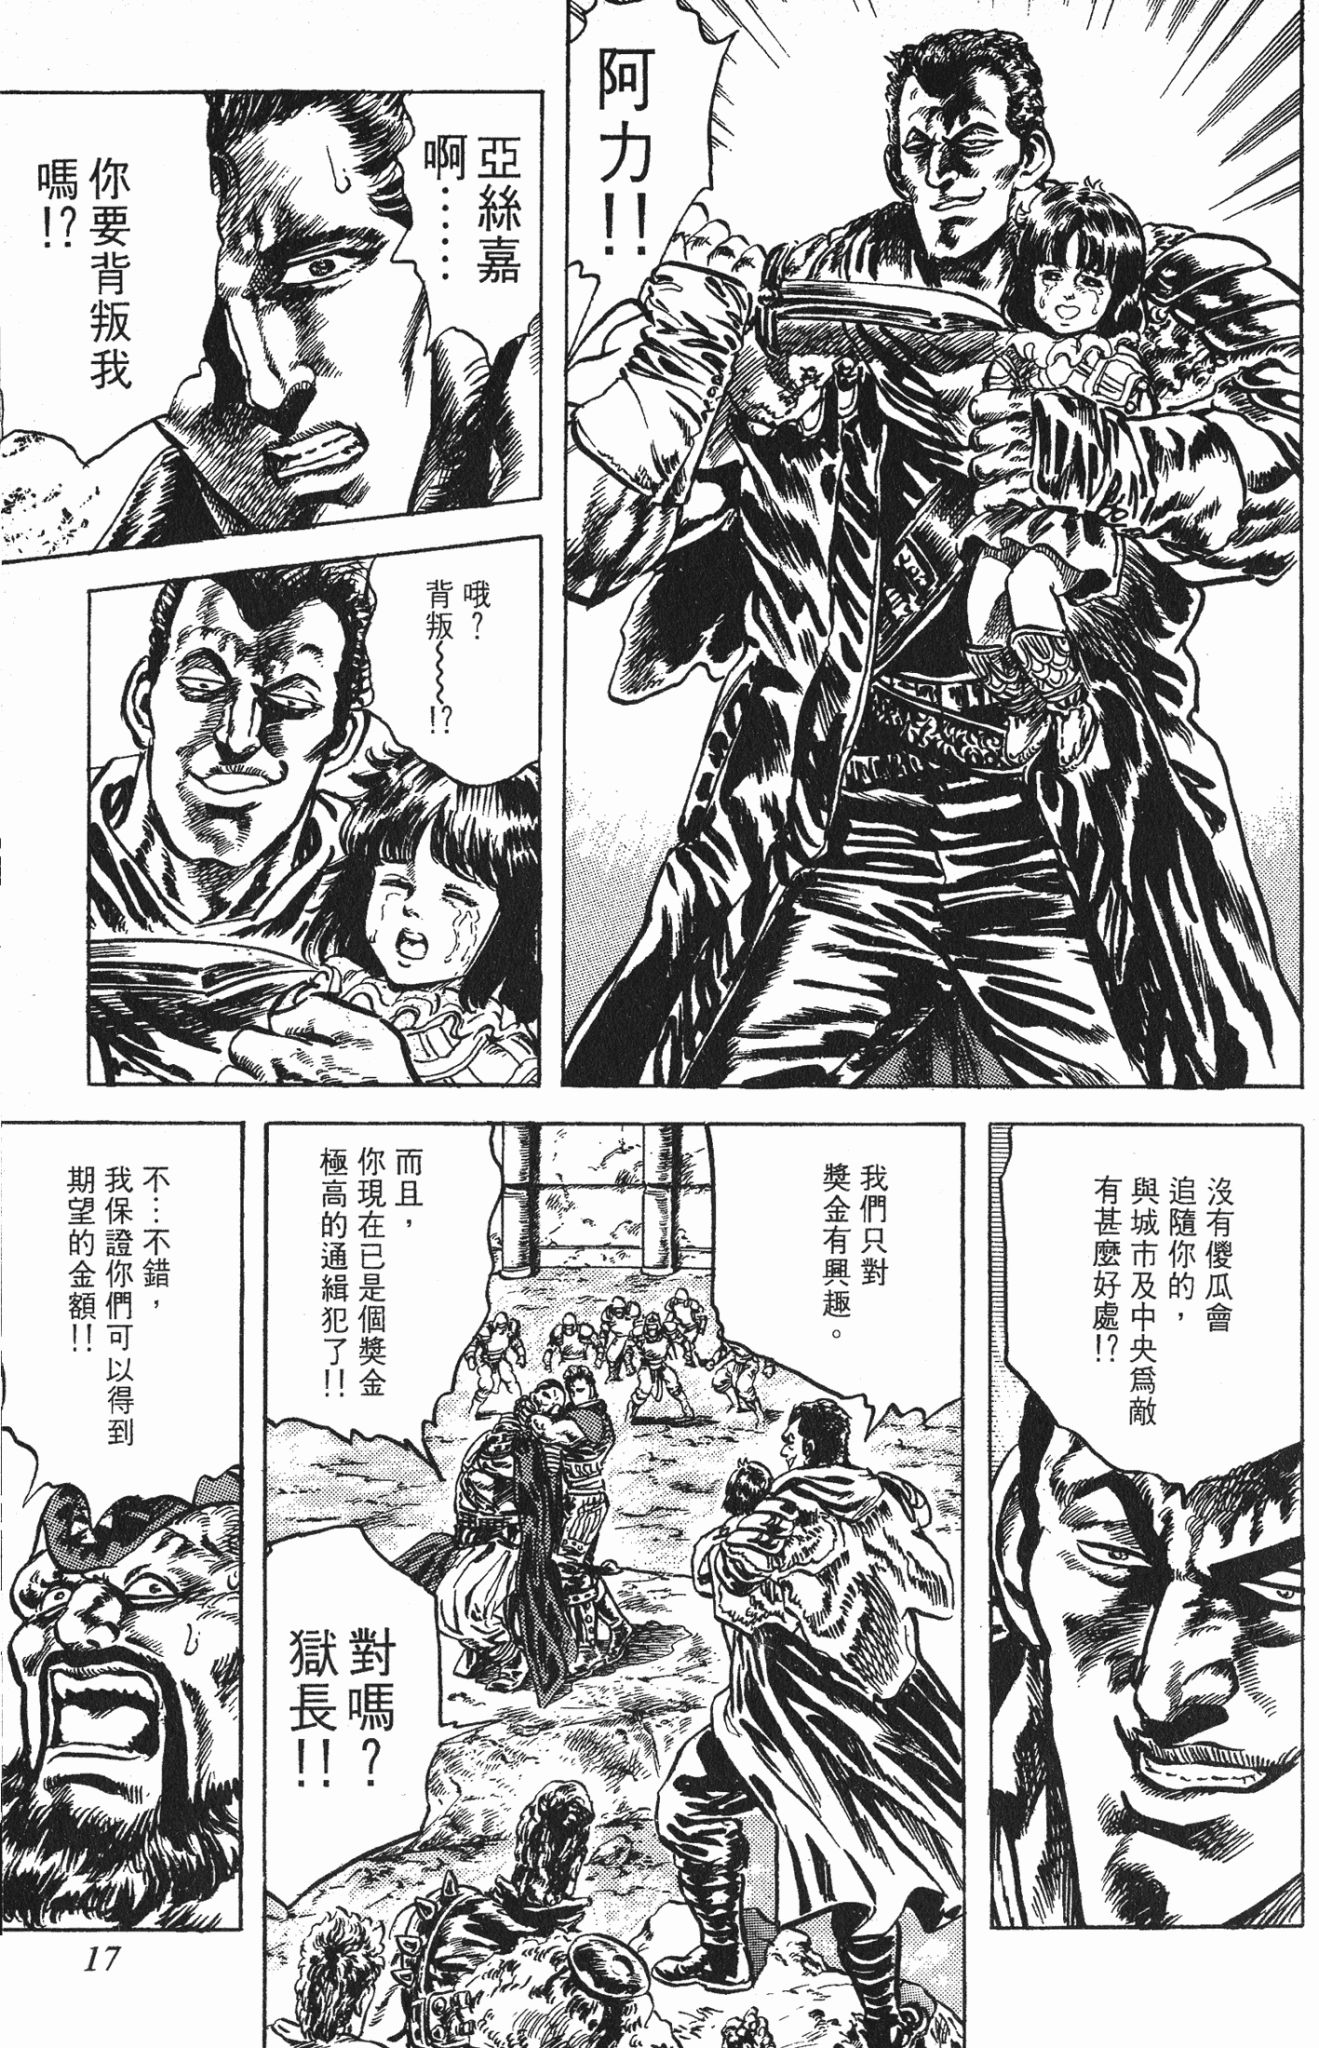 阿力!!
亞絲嘉
啊……
你要背叛我
嗎!?
哦?
背叛～～!?
沒有傻瓜會
追隨你的,
與城市及中央爲敵
有甚麼好處!?
我們只對
獎金有興趣。
而且,
你現在已是個獎金
極高的通緝犯了!!
對嗎?
獄長!!
不…不錯,
我保證你們可以得到
期望的金額!!
17